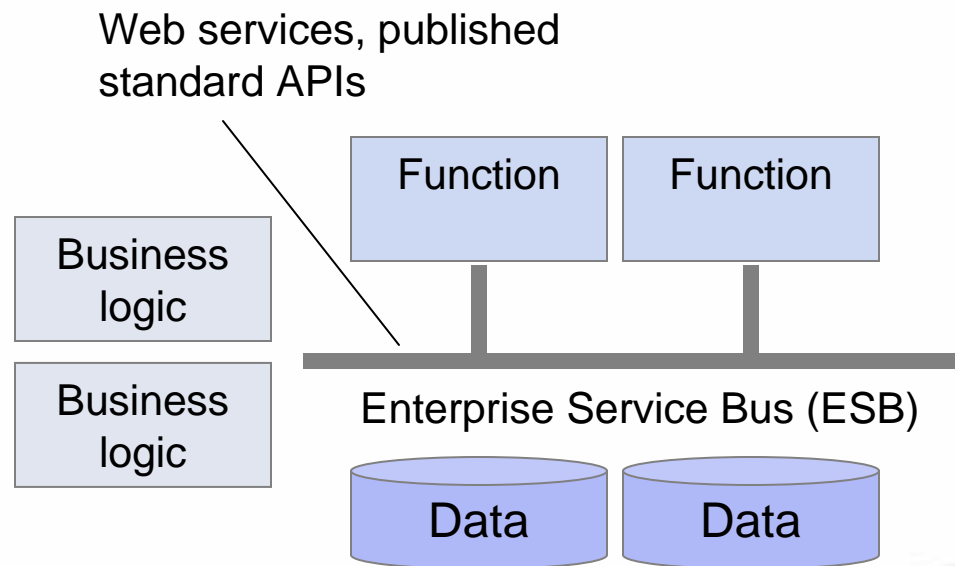 Web services, published
standard APIs
Function
Function
Business
logic
Business
logic
Enterprise Service Bus (ESB)
Data
Data